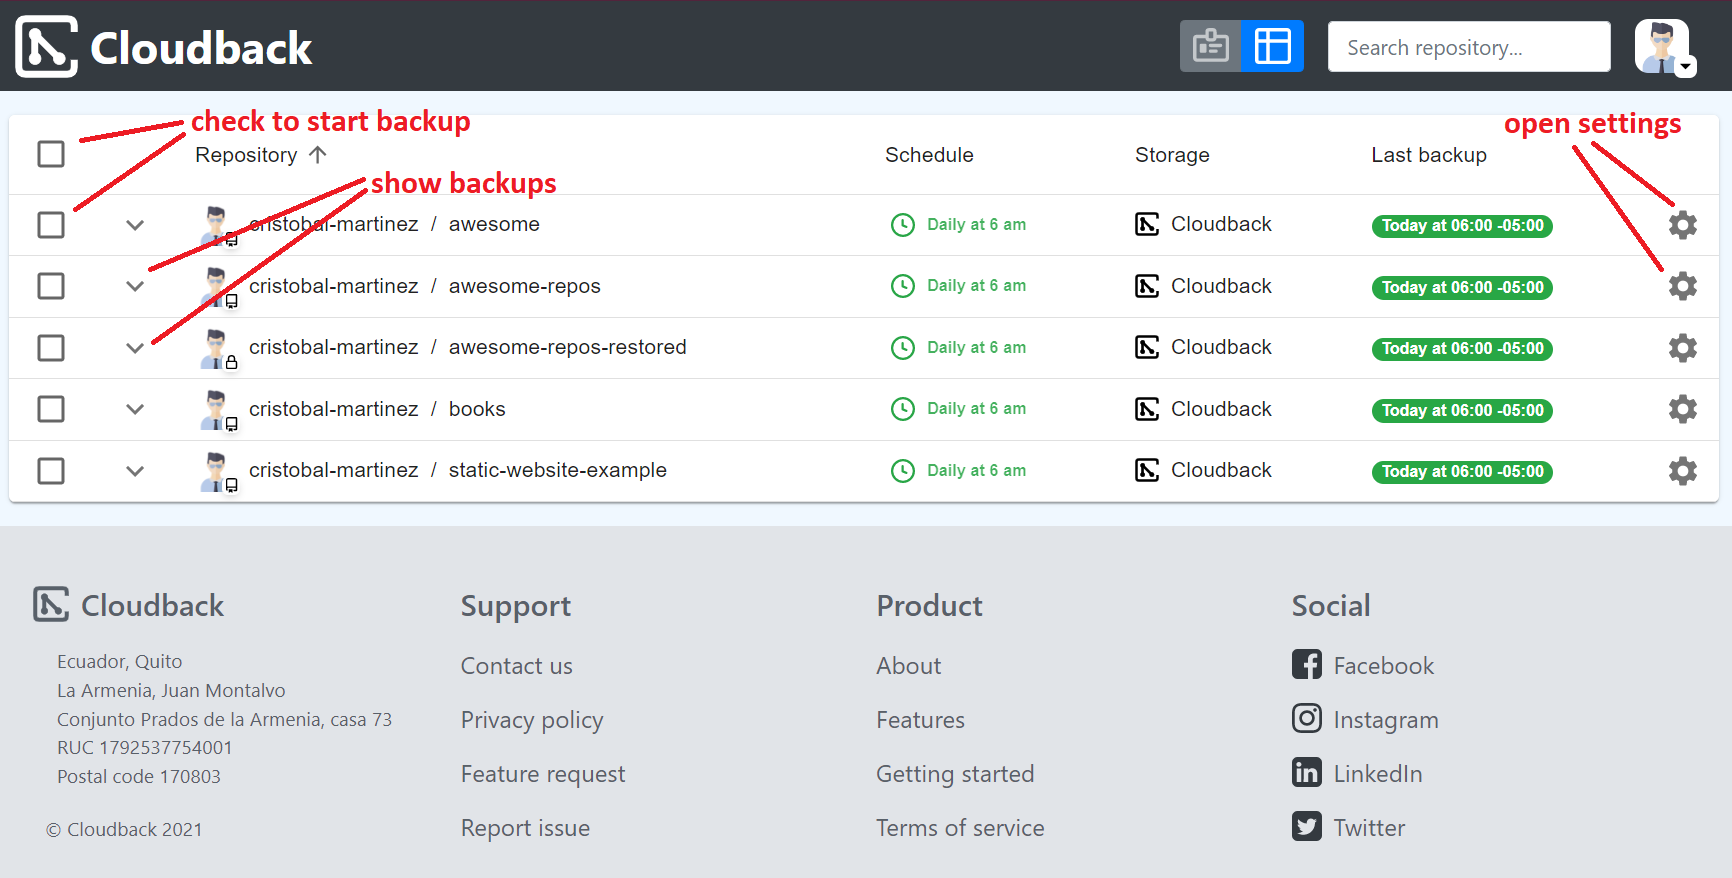 Cloudback
Search repository...
check to start backup
open settings
Repository Schedule Storage Last backup
show backups
cristobal-martinez / awesome Daily at 6 am Cloudback Today at 06:00 -05:00
cristobal-martinez / awesome-repos Daily at 6 am Cloudback Today at 06:00 -05:00
cristobal-martinez / awesome-repos-restored Daily at 6 am Cloudback Today at 06:00 -05:00
cristobal-martinez / books Daily at 6 am Cloudback Today at 06:00 -05:00
cristobal-martinez / static-website-example Daily at 6 am Cloudback Today at 06:00 -05:00
Cloudback
Ecuador, Quito
La Armenia, Juan Montalvo
Conjunto Prados de la Armenia, casa 73
RUC 1792537754001
Postal code 170803
© Cloudback 2021
Support
Contact us
Privacy policy
Feature request
Report issue
Product
About
Features
Getting started
Terms of service
Social
Facebook
Instagram
LinkedIn
Twitter